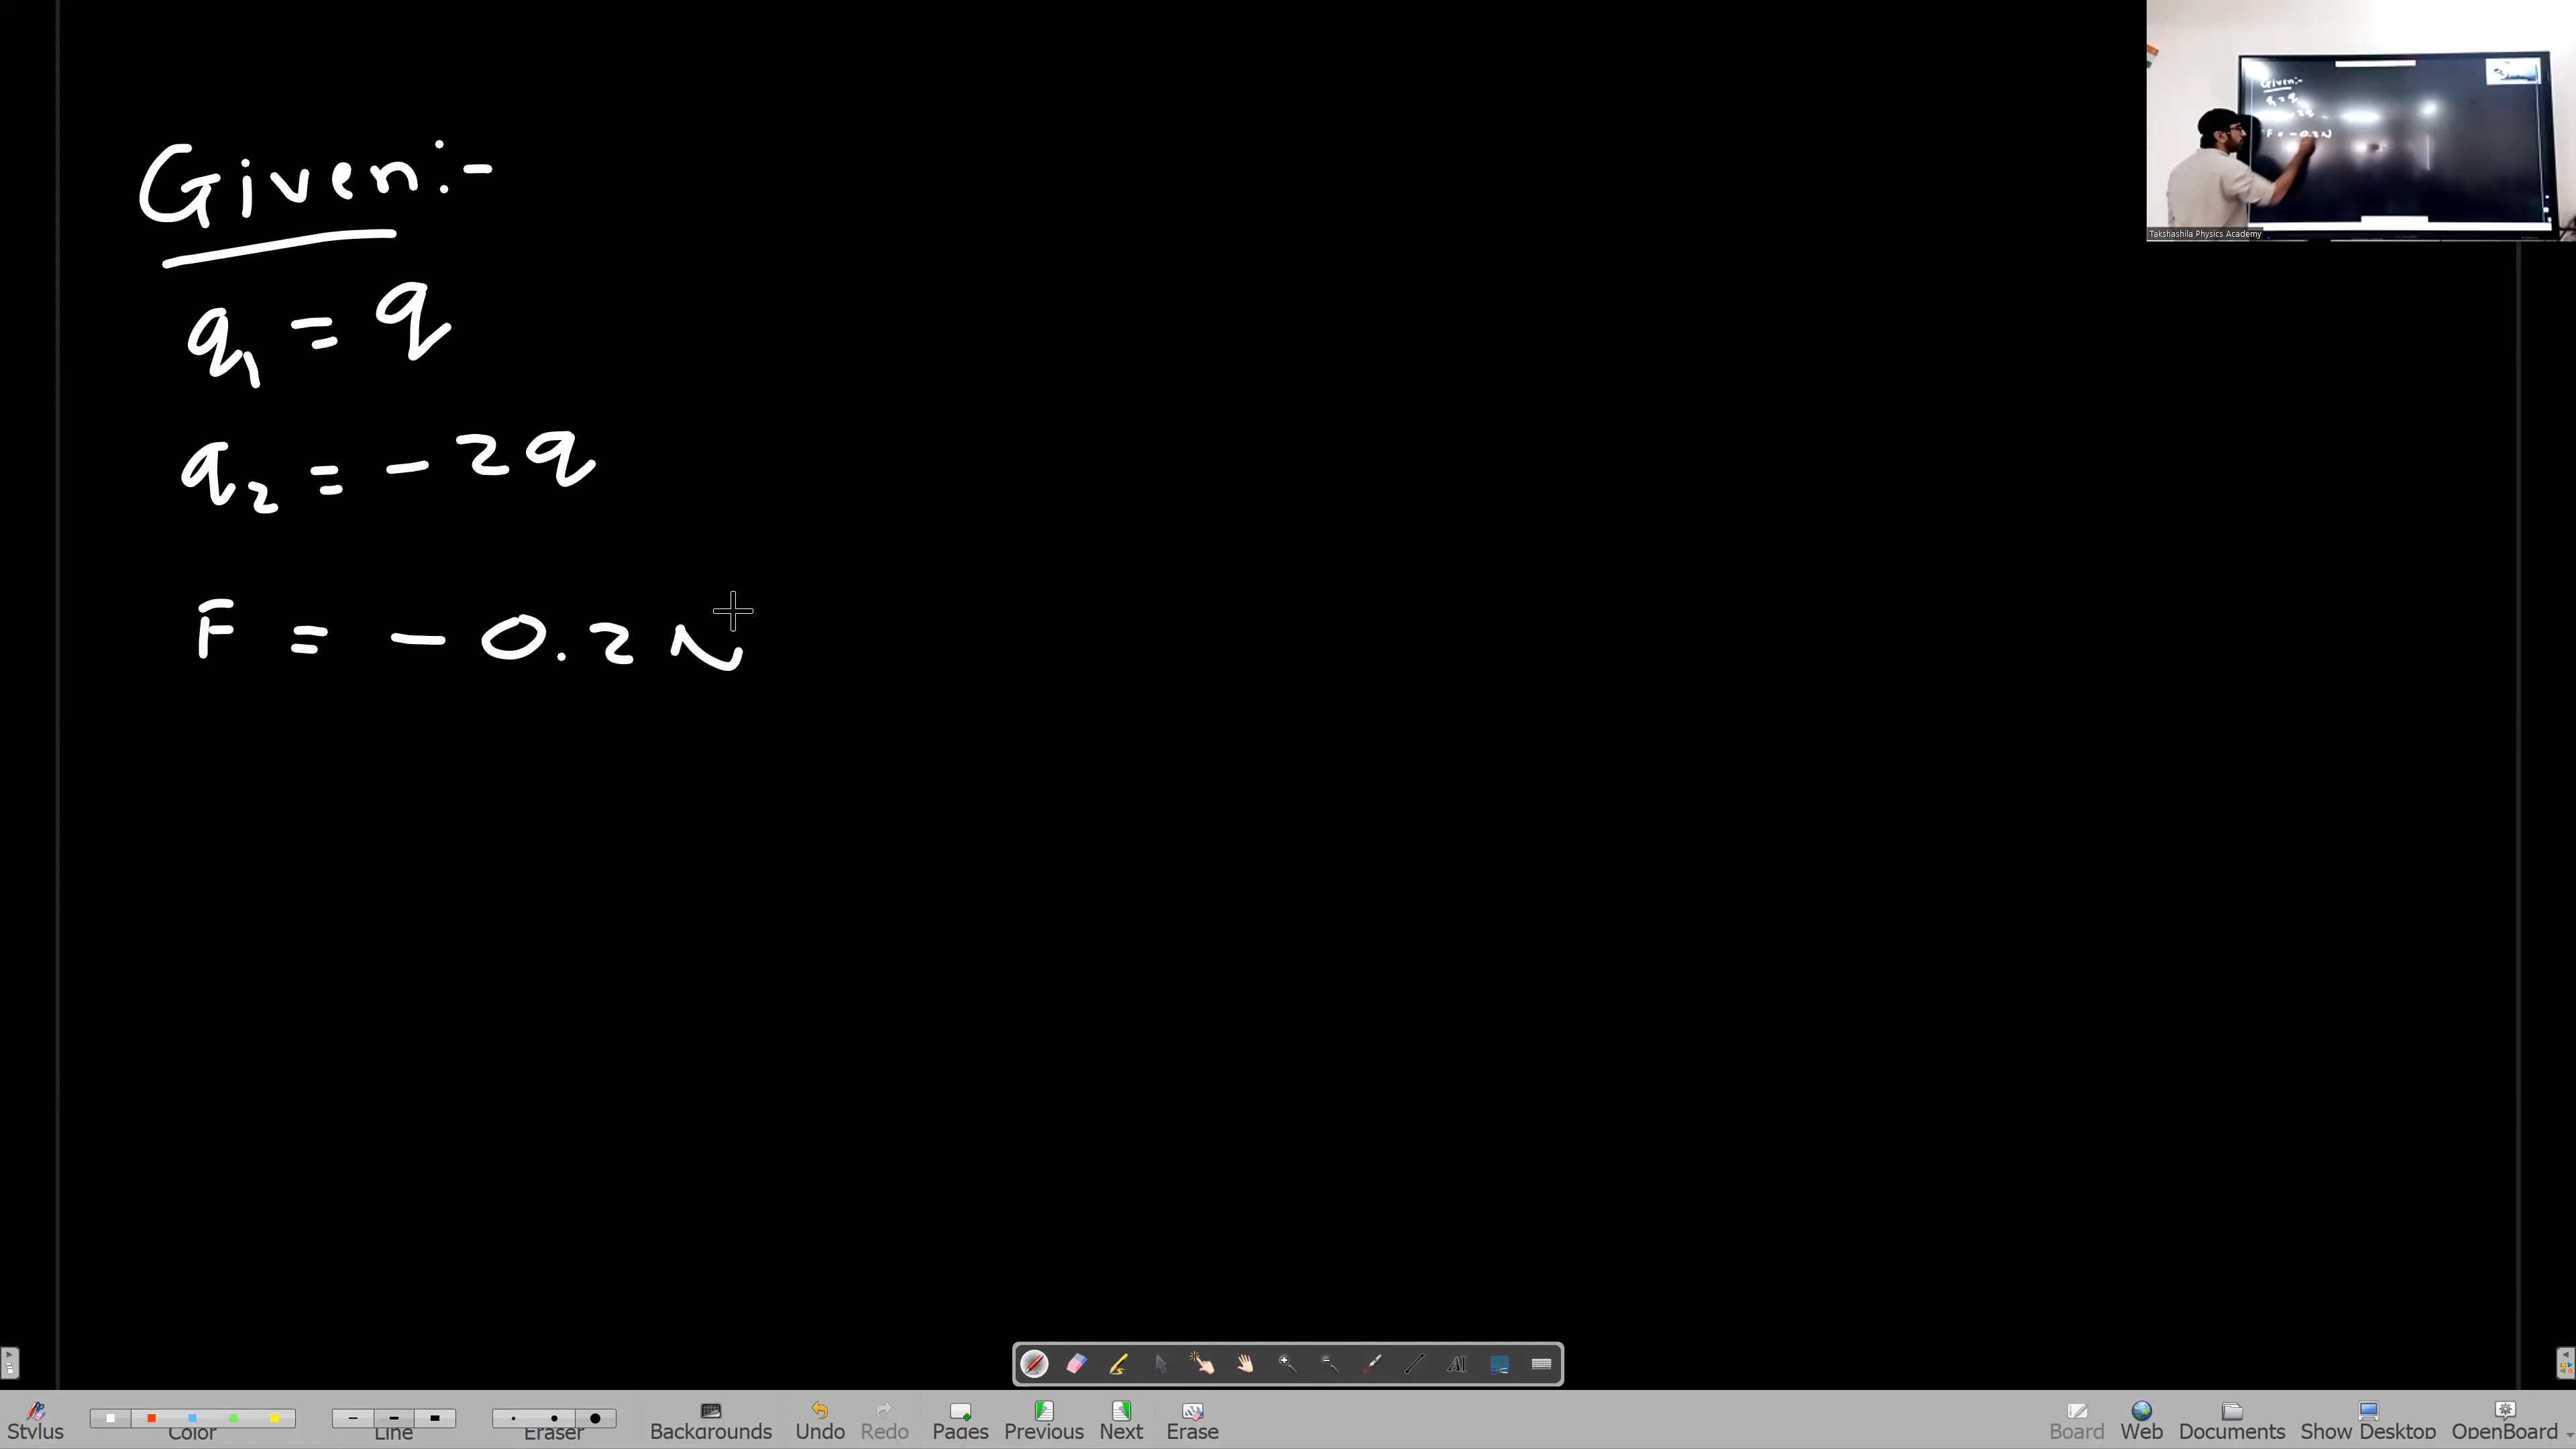 Given:-
q₁ = q
q₂ = - 2q
F = - 0.2 N
Takshashila Physics Academy
Stylus
Color
Line
Eraser
Backgrounds
Undo
Redo
Pages
Previous
Next
Erase
Board
Web
Documents
Show Desktop
OpenBoard